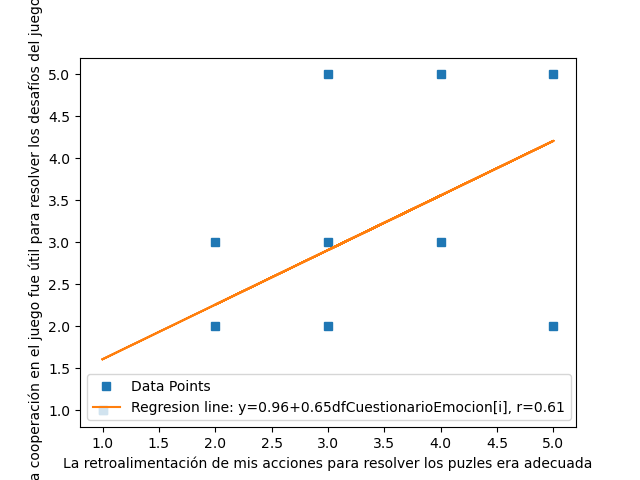 a cooperación en el juego fue útil para resolver los desafíos del juego
5.0
4.5
4.0
3.5
3.0
2.5
2.0
1.5
1.0
Data Points
Regresion line: y=0.96+0.65dfCuestionarioEmocion[i], r=0.61
1.0 1.5 2.0 2.5 3.0 3.5 4.0 4.5 5.0
La retroalimentación de mis acciones para resolver los puzles era adecuada